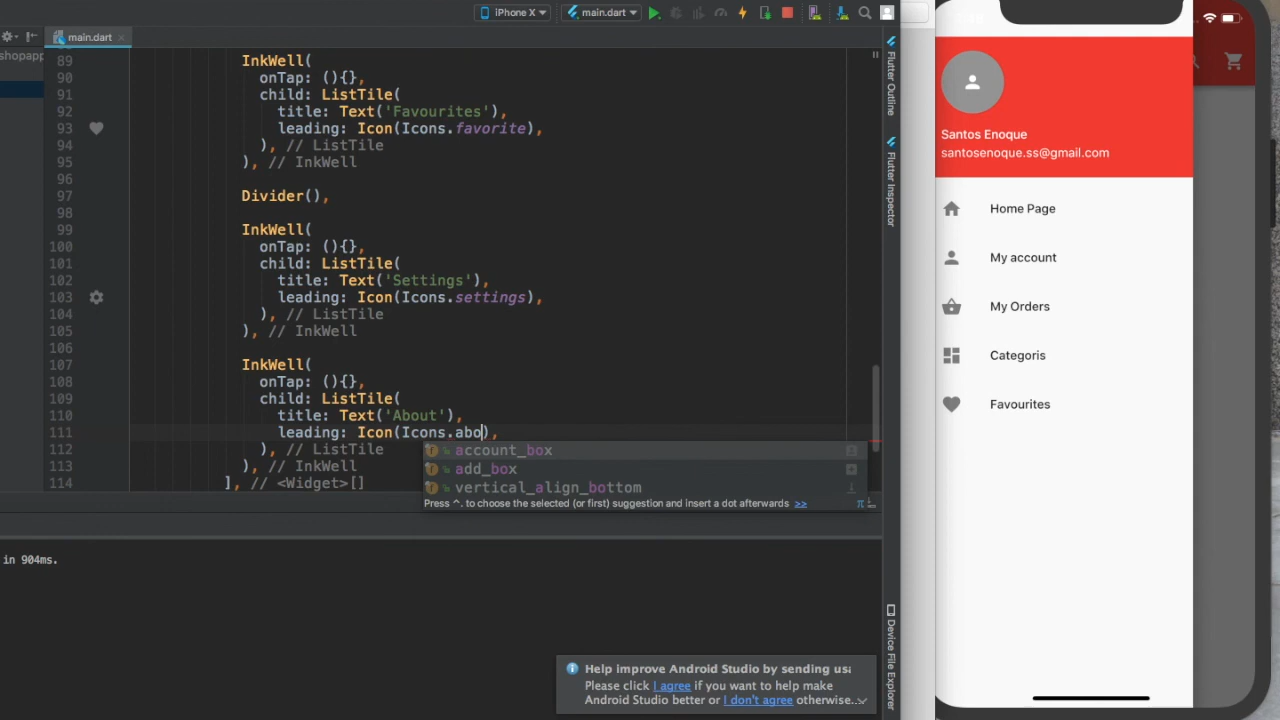 iPhone X
main.dart
shopapp
main.dart
89 InkWell(
90 onTap: (){},
91 child: ListTile(
92 title: Text('Favourites'),
93 leading: Icon(Icons.favorite),
94 ), // ListTile
95 ), // InkWell
96
97 Divider(),
98
99 InkWell(
100 onTap: (){},
101 child: ListTile(
102 title: Text('Settings'),
103 leading: Icon(Icons.settings),
104 ), // ListTile
105 ), // InkWell
106
107 InkWell(
108 onTap: (){},
109 child: ListTile(
110 title: Text('About'),
111 leading: Icon(Icons.abo),
112 ), // ListTile
113 ), // InkWell
114 ], // <Widget>[]
account_box
add_box
vertical_align_bottom
Press ^. to choose the selected (or first) suggestion and insert a dot afterwards >>
in 904ms.
Help improve Android Studio by sending usa
Please click I agree if you want to help make
Android Studio better or I don't agree otherwise...
Flutter Outline
Flutter Inspector
Device File Explorer
Santos Enoque
santosenoque.ss@gmail.com
Home Page
My account
My Orders
Categoris
Favourites